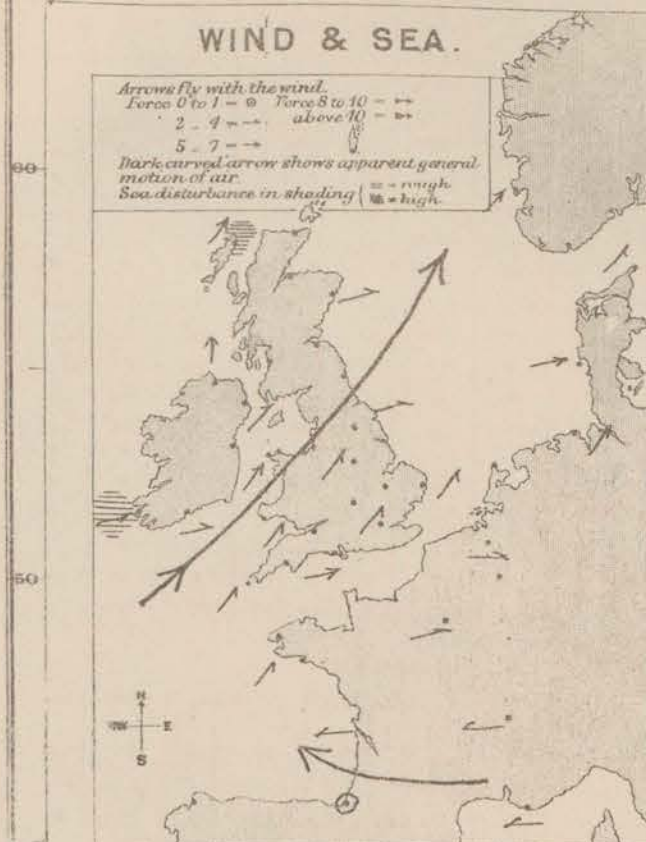 WIND & SEA.
Arrows fly with the wind.
Force 0 to 1 = Force 8 to 10 =
2 - 4 = above 10 =
5 - 7 =
Dark curved arrow shows apparent general
motion of air
Sea disturbance in shading { = rough
= high
60
50
N
E
S